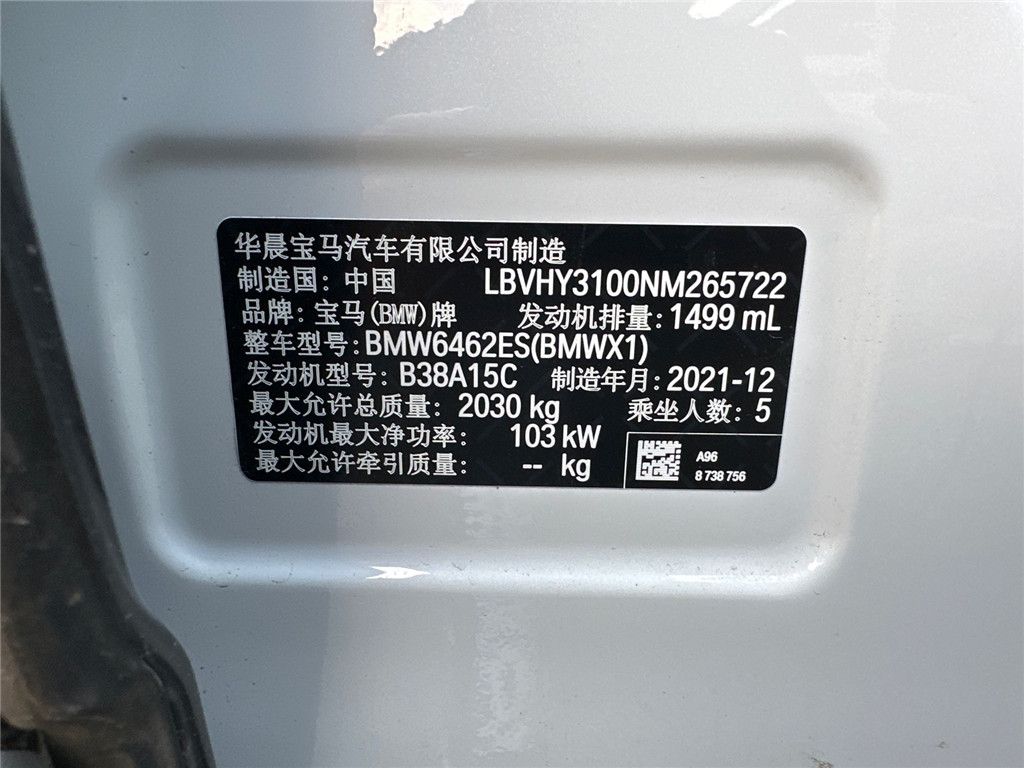 华晨宝马汽车有限公司制造
制造国：中国 LBVHY3100NM265722
品牌：宝马(BMW)牌 发动机排量：1499 mL
整车型号：BMW6462ES(BMWX1)
发动机型号：B38A15C 制造年月：2021-12
最大允许总质量：2030 kg 乘坐人数：5
发动机最大净功率：103 kW
最大允许牵引质量：-- kg
A96
8 738 756